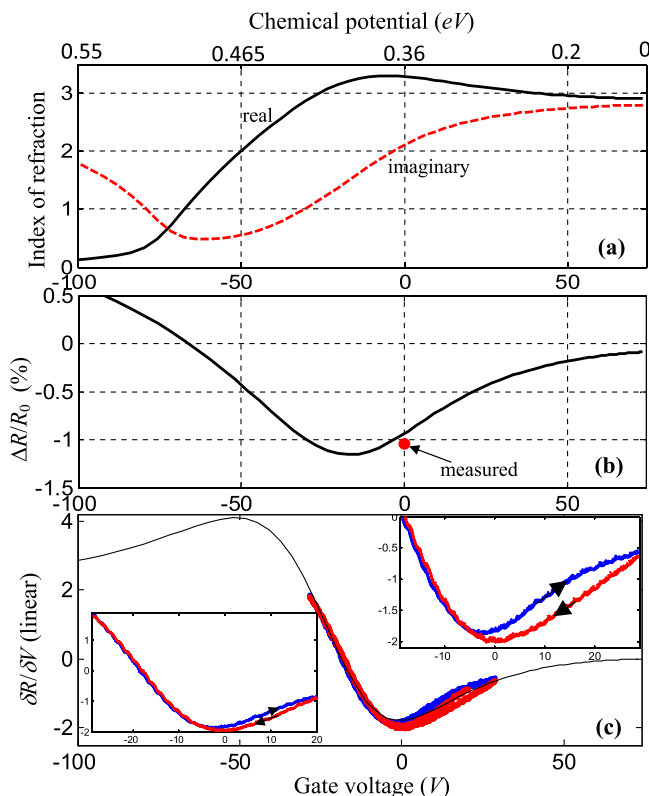 Chemical potential (eV)
0.55 0.465 0.36 0.2 0
Index of refraction
3
2
1
0
real
imaginary
(a)
-100 -50 0 50
ΔR/R0 (%)
0.5
0
-0.5
-1
-1.5
measured
(b)
-100 -50 0 50
δR/δV (linear)
4
2
0
-2
0
-0.5
-1
-1.5
-2
-10 0 10 20
1
0
-1
-2
-20 -10 0 10 20
(c)
-100 -50 0 50
Gate voltage (V)